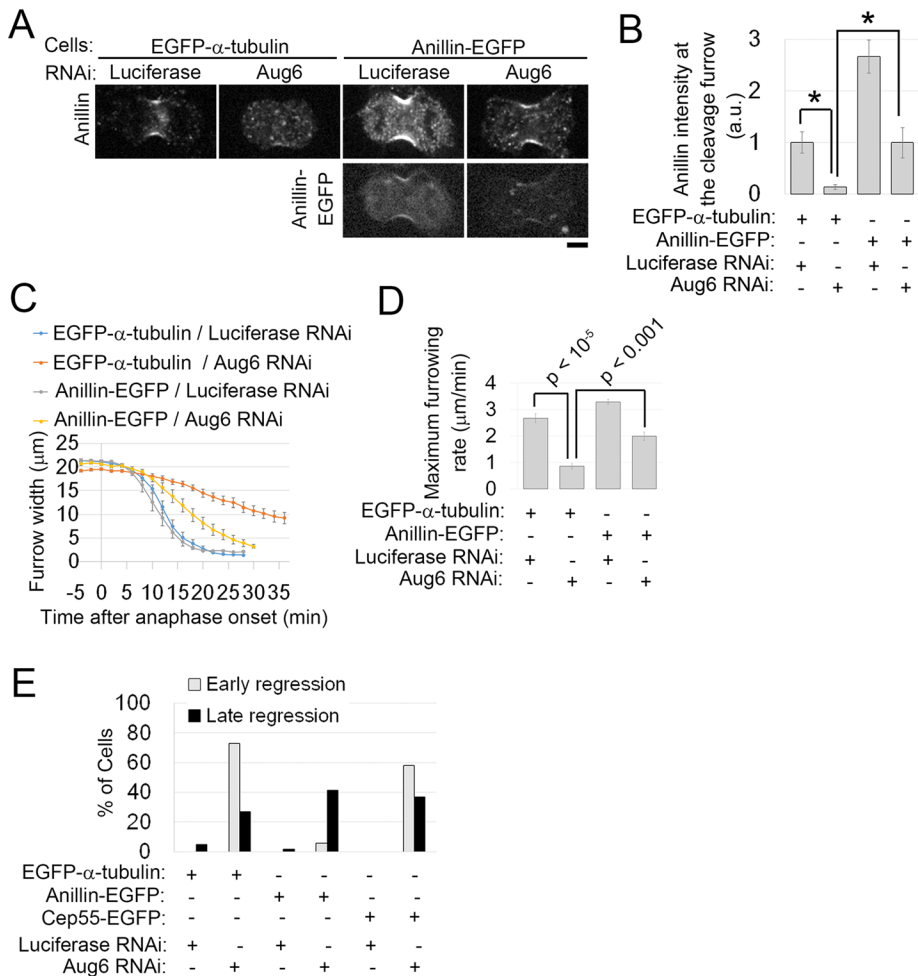 A
Cells: EGFP-α-tubulin Anillin-EGFP
RNAi: Luciferase Aug6 Luciferase Aug6
Anillin
Anillin-
EGFP
B
Anillin intensity at
the cleavage furrow
(a.u.)
3
2
1
0
*
*
EGFP-α-tubulin: + + - -
Anillin-EGFP: - - + +
Luciferase RNAi: + - + -
Aug6 RNAi: - + - +
C
EGFP-α-tubulin / Luciferase RNAi
EGFP-α-tubulin / Aug6 RNAi
Anillin-EGFP / Luciferase RNAi
Anillin-EGFP / Aug6 RNAi
Furrow width (μm)
25
20
15
10
5
0
-5 0 5 10 15 20 25 30 35
Time after anaphase onset (min)
D
Maximum furrowing
rate (μm/min)
p < 10-5
p < 0.001
4
3
2
1
0
EGFP-α-tubulin: + + - -
Anillin-EGFP: - - + +
Luciferase RNAi: + - + -
Aug6 RNAi: - + - +
E
Early regression
Late regression
% of Cells
100
80
60
40
20
0
EGFP-α-tubulin: + + - - - -
Anillin-EGFP: - - + + - -
Cep55-EGFP: - - - - + +
Luciferase RNAi: + - + - + -
Aug6 RNAi: - + - + - +